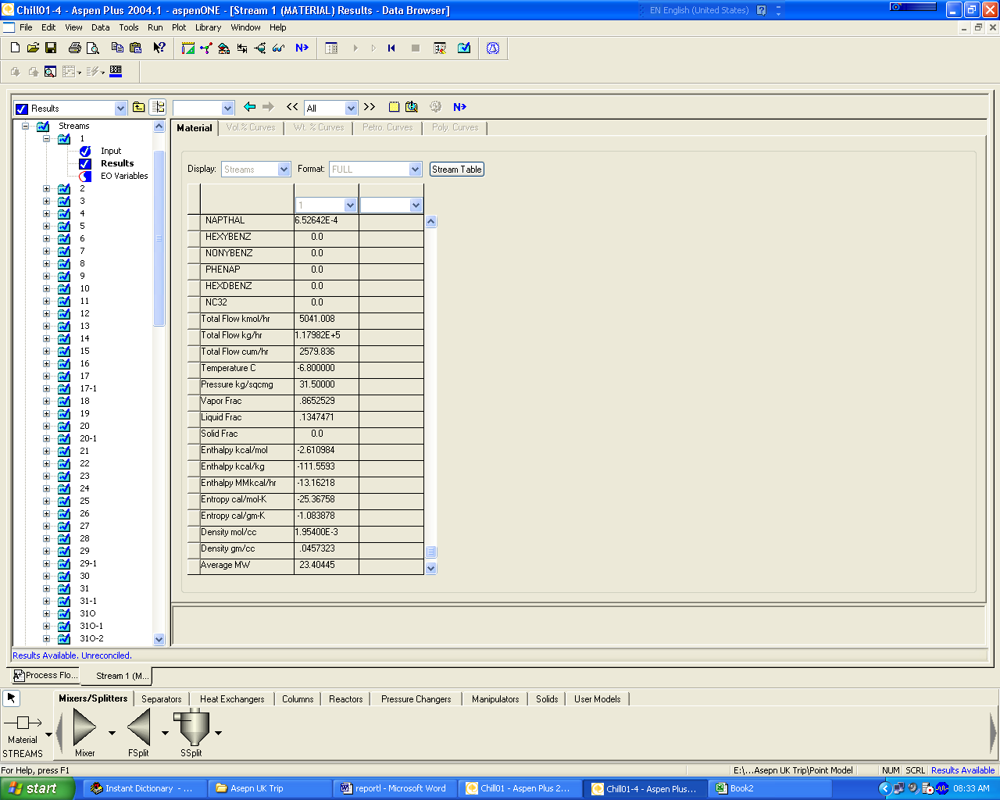 Chill01-4 - Aspen Plus 2004.1 - aspenONE - [Stream 1 (MATERIAL) Results - Data Browser]
EN English (United States)
File Edit View Data Tools Run Plot Library Window Help
Results
All
N>
Streams
1
Input
Results
EO Variables
2
3
4
5
6
7
8
9
10
11
12
13
14
15
16
17
17-1
18
19
20
20-1
21
22
23
24
25
26
27
28
29
29-1
30
31
31-1
310
310-1
310-2
Material Vol.% Curves Wt. % Curves Petro. Curves Poly. Curves
Display: Streams Format: FULL Stream Table
1
NAPTHAL 6.52642E-4
HEXYBENZ 0.0
NONYBENZ 0.0
PHENAP 0.0
HEXDBENZ 0.0
NC32 0.0
Total Flow kmol/hr 5041.008
Total Flow kg/hr 1.17982E+5
Total Flow cum/hr 2579.836
Temperature C -6.800000
Pressure kg/sqcmg 31.50000
Vapor Frac .8652529
Liquid Frac .1347471
Solid Frac 0.0
Enthalpy kcal/mol -2.610984
Enthalpy kcal/kg -111.5593
Enthalpy MMkcal/hr -13.16218
Entropy cal/mol-K -25.36758
Entropy cal/gm-K -1.083878
Density mol/cc 1.95400E-3
Density gm/cc .0457323
Average MW 23.40445
Results Available. Unreconciled.
Process Flo... Stream 1 (M...
Mixers/Splitters Separators Heat Exchangers Columns Reactors Pressure Changers Manipulators Solids User Models
Material
STREAMS
Mixer FSplit SSplit
For Help, press F1 E:\...Asepn UK Trip\Point Model NUM SCRL Results Available
start Instant Dictionary - ... Asepn UK Trip reportI - Microsoft Word Chill01 - Aspen Plus 2... Chill01-4 - Aspen Plus... Book2 08:33 AM